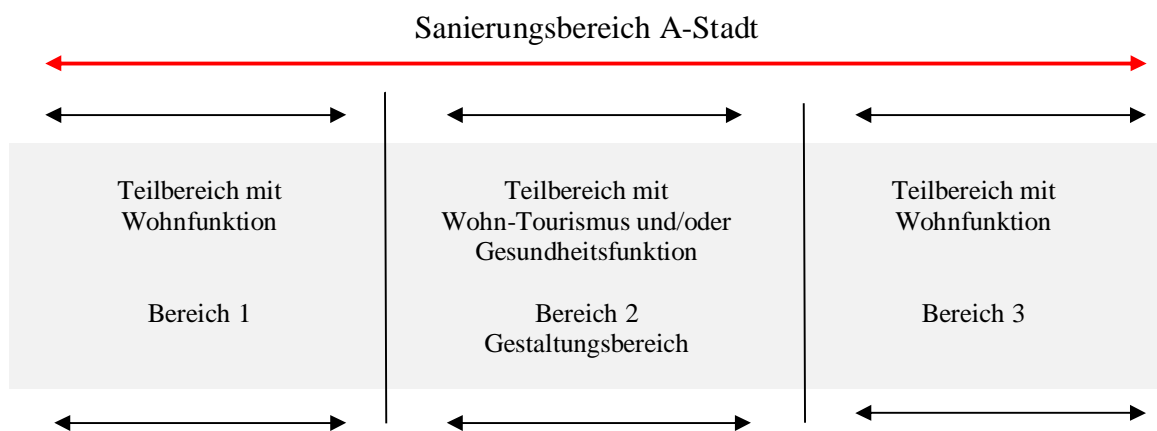 Sanierungsbereich A-Stadt
Teilbereich mit
Wohnfunktion
Bereich 1
Teilbereich mit
Wohn-Tourismus und/oder
Gesundheitsfunktion
Bereich 2
Gestaltungsbereich
Teilbereich mit
Wohnfunktion
Bereich 3